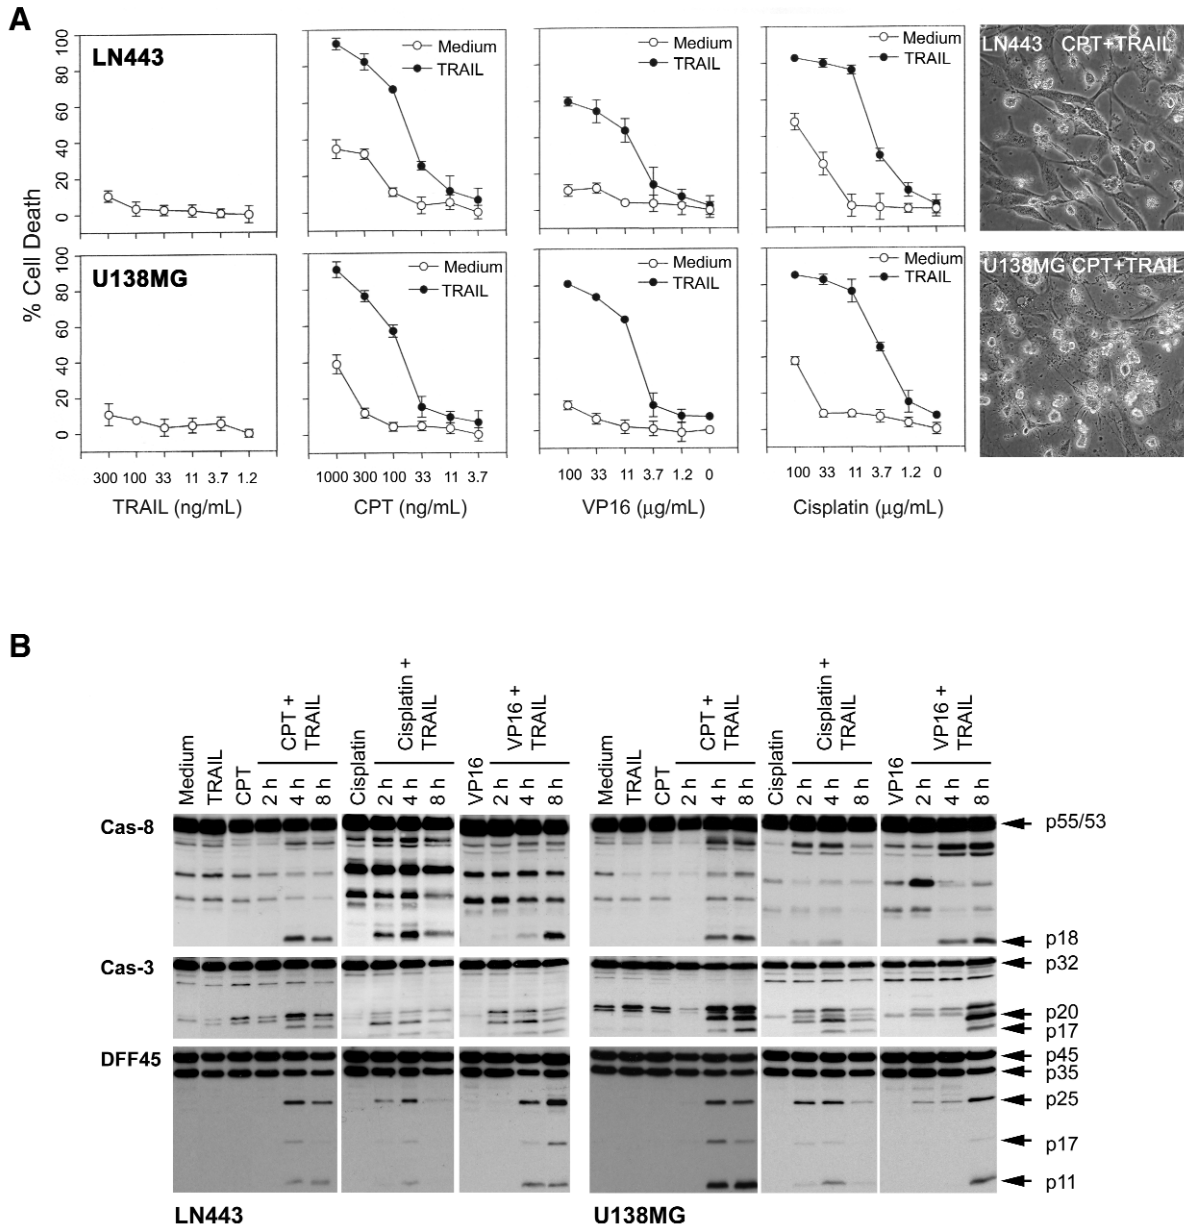 A
% Cell Death
100
80
60
40
20
0
LN443
Medium
TRAIL
Medium
TRAIL
Medium
TRAIL
LN443 CPT+TRAIL
100
80
60
40
20
0
U138MG
Medium
TRAIL
Medium
TRAIL
Medium
TRAIL
U138MG CPT+TRAIL
300 100 33 11 3.7 1.2
1000 300 100 33 11 3.7
100 33 11 3.7 1.2 0
100 33 11 3.7 1.2 0
TRAIL (ng/mL)
CPT (ng/mL)
VP16 (µg/mL)
Cisplatin (µg/mL)
B
Medium
TRAIL
CPT
CPT +
TRAIL
2 h
4 h
8 h
Cisplatin
Cisplatin +
TRAIL
2 h
4 h
8 h
VP16
VP16 +
TRAIL
2 h
4 h
8 h
Medium
TRAIL
CPT
CPT +
TRAIL
2 h
4 h
8 h
Cisplatin
Cisplatin +
TRAIL
2 h
4 h
8 h
VP16
VP16 +
TRAIL
2 h
4 h
8 h
Cas-8
p55/53
p18
Cas-3
p32
p20
p17
DFF45
p45
p35
p25
p17
p11
LN443
U138MG